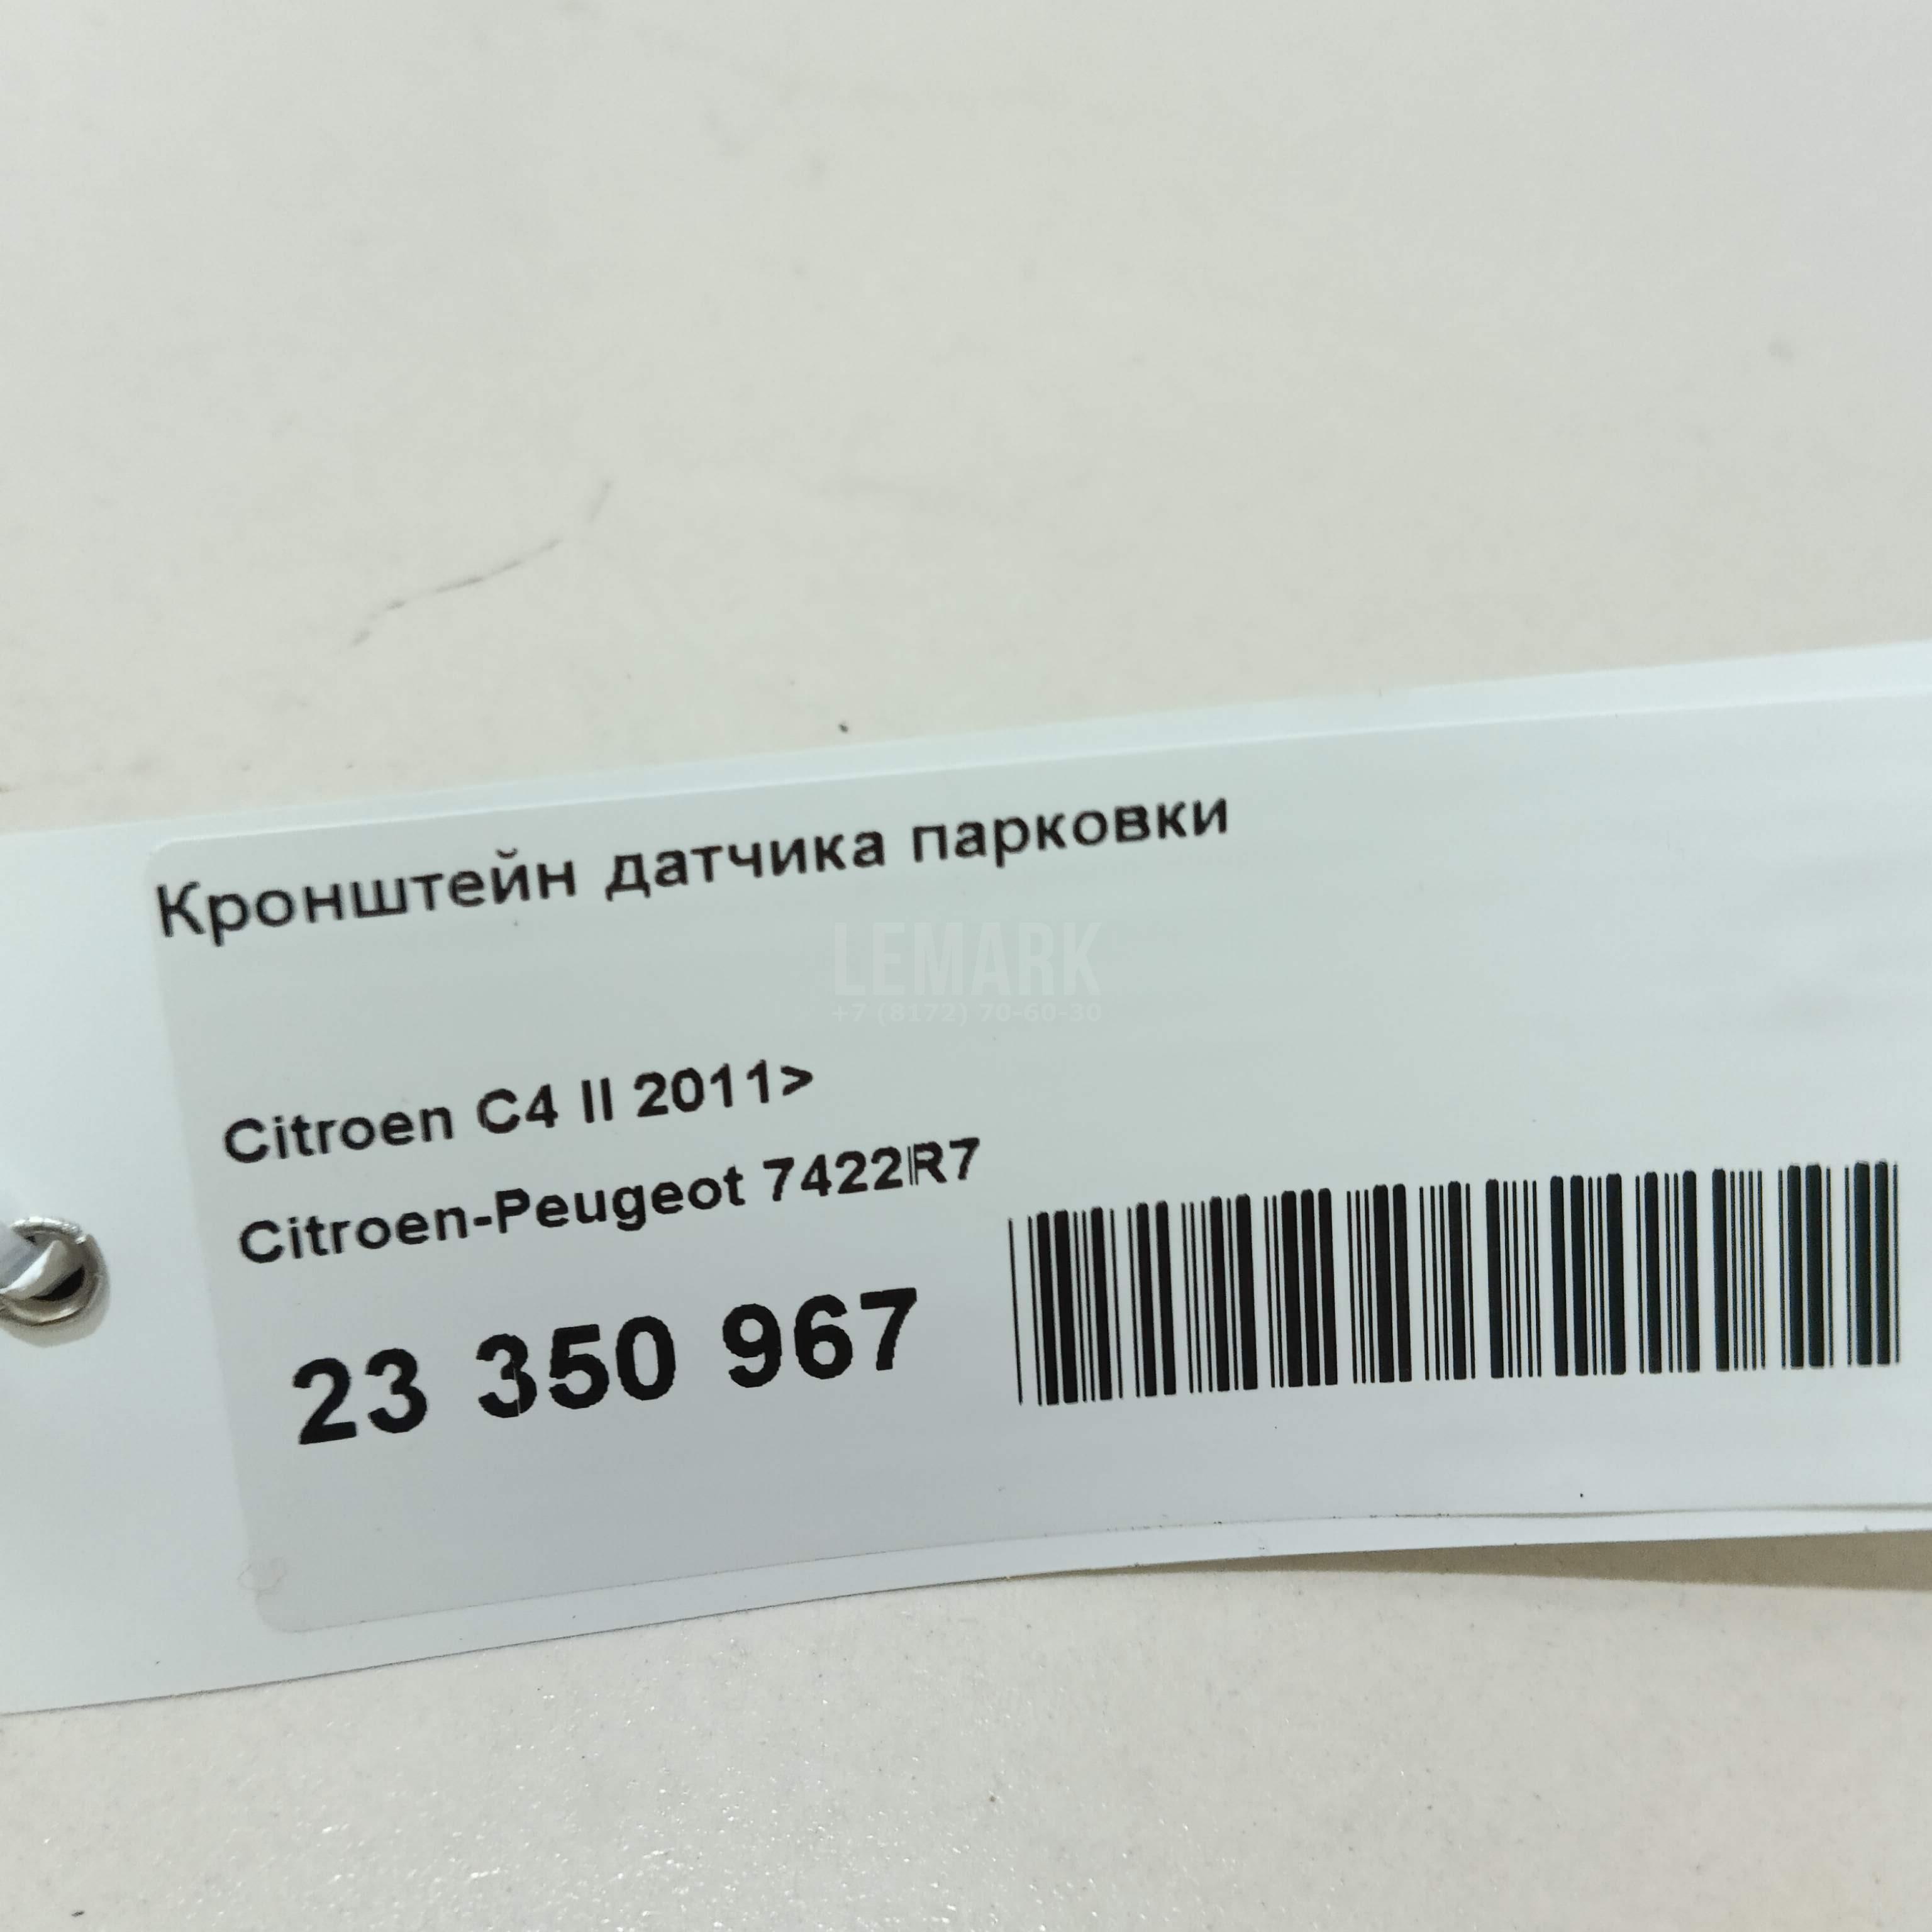 Кронштейн датчика парковки
LEMARK
+7 (8172) 70-60-30
Citroen C4 II 2011>
Citroen-Peugeot 7422R7
23 350 967